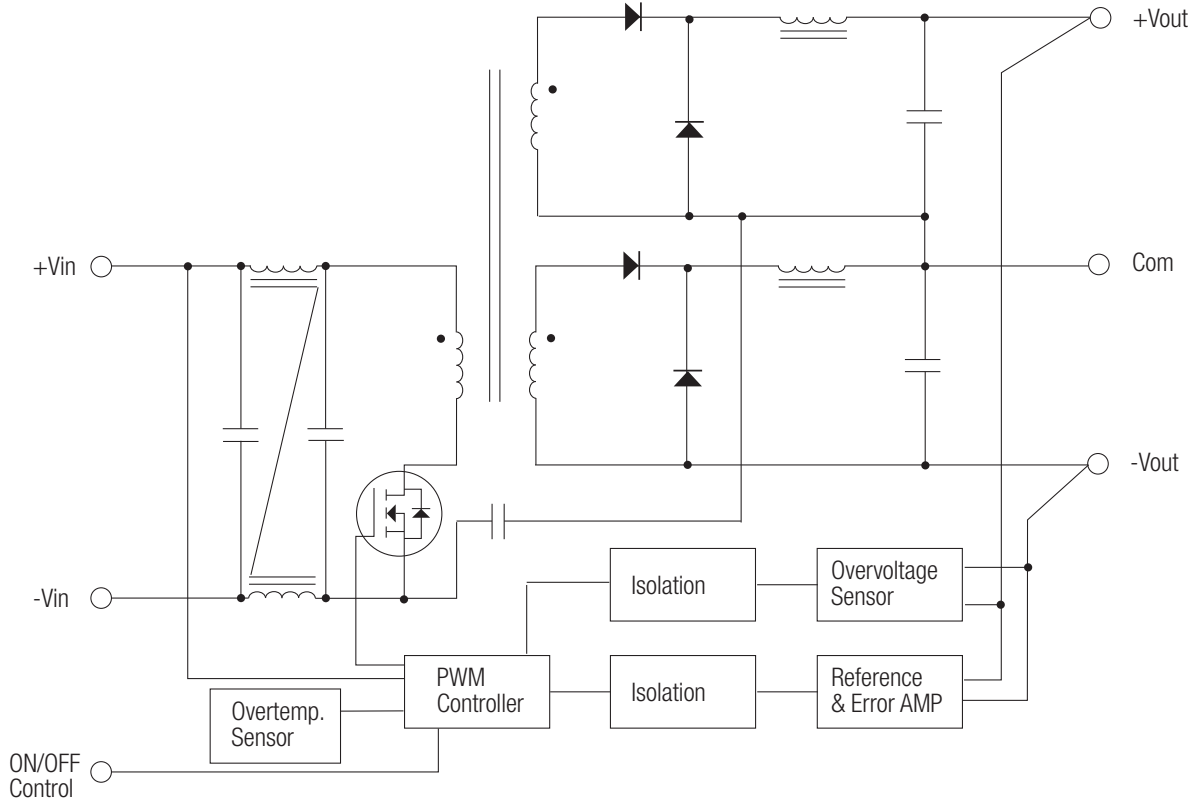 +Vout
+Vin
Com
-Vout
-Vin
Isolation
Overvoltage
Sensor
PWM
Controller
Isolation
Reference
& Error AMP
Overtemp.
Sensor
ON/OFF
Control